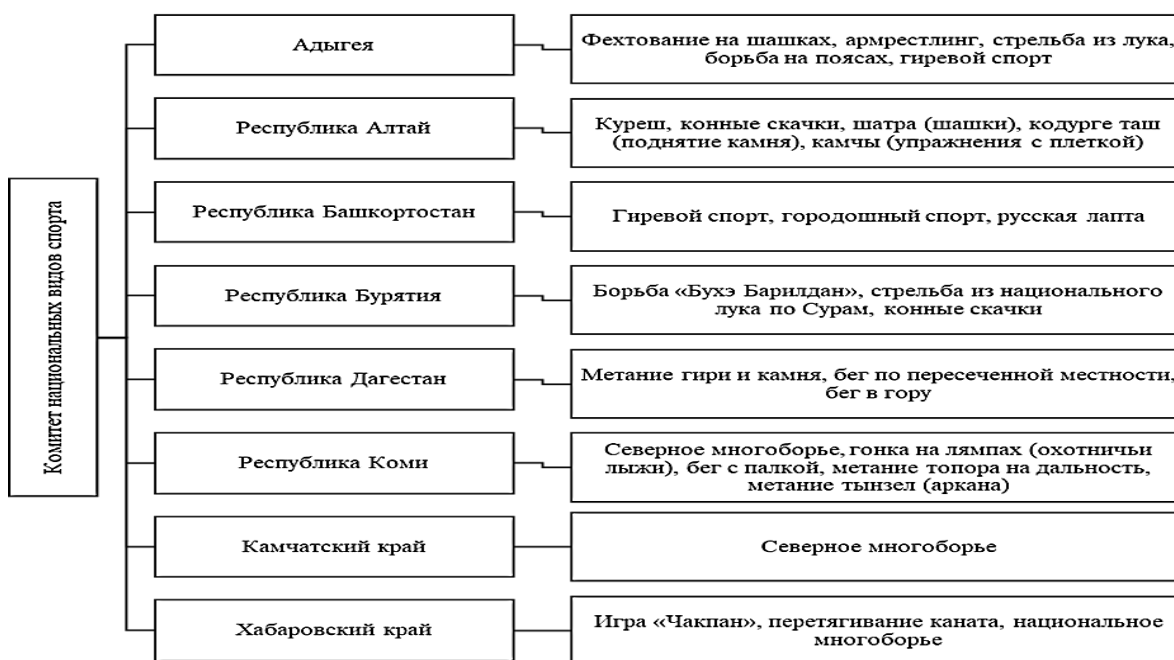 Комитет национальных видов спорта
Адыгея
Фехтование на шашках, армрестлинг, стрельба из лука,
борьба на поясах, гиревой спорт
Республика Алтай
Куреш, конные скачки, шатра (шашки), кодурге таш
(поднятие камня), камчы (упражнения с плеткой)
Республика Башкортостан
Гиревой спорт, городошный спорт, русская лапта
Республика Бурятия
Борьба «Бухэ Барилдан», стрельба из национального
лука по Сурам, конные скачки
Республика Дагестан
Метание гири и камня, бег по пересеченной местности,
бег в гору
Республика Коми
Северное многоборье, гонка на лямпах (охотничьи
лыжи), бег с палкой, метание топора на дальность,
метание тынзел (аркана)
Камчатский край
Северное многоборье
Хабаровский край
Игра «Чакпан», перетягивание каната, национальное
многоборье